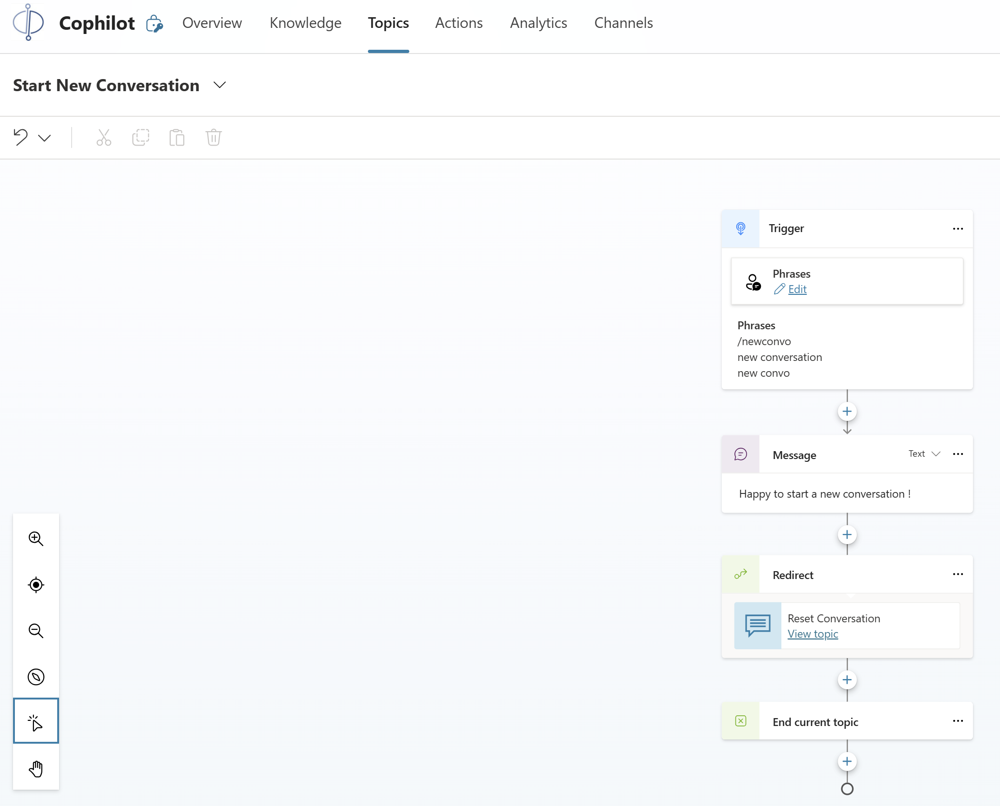 Cophilot
Overview
Knowledge
Topics
Actions
Analytics
Channels
Start New Conversation
Trigger
Phrases
Edit
Phrases
/newconvo
new conversation
new convo
Message
Text
Happy to start a new conversation !
Redirect
Reset Conversation
View topic
End current topic